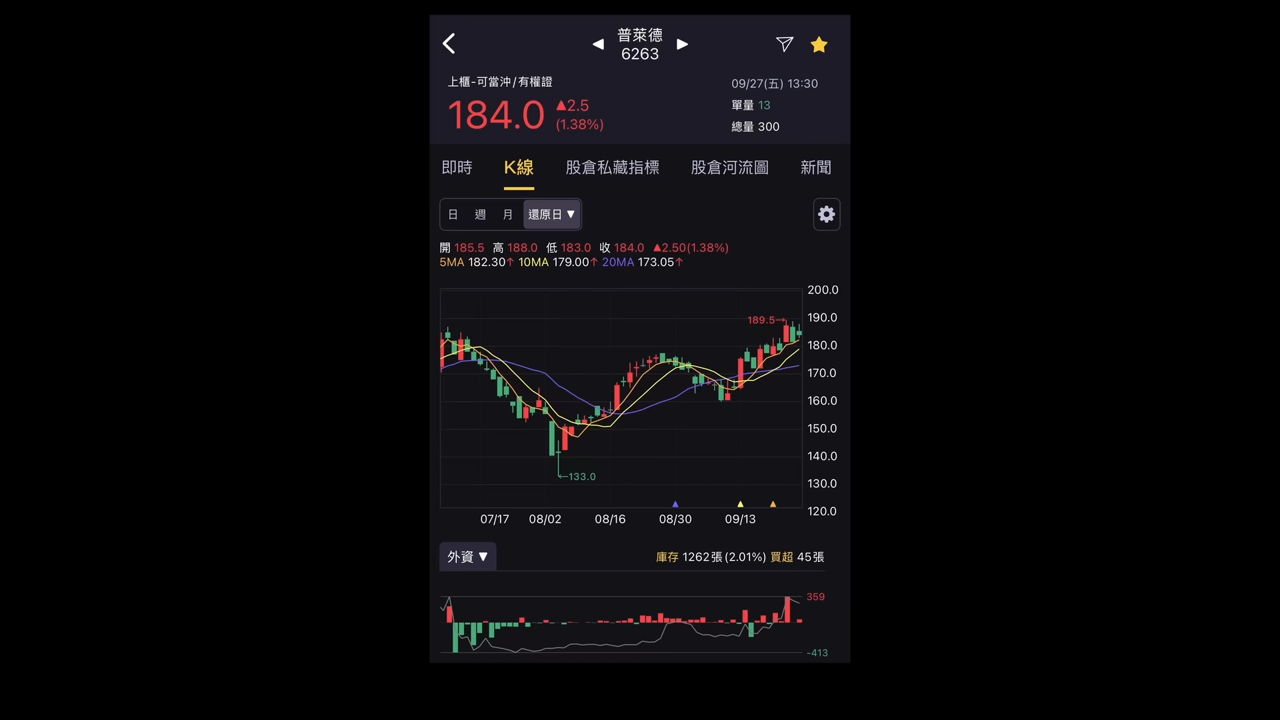 普萊德
◀ 6263 ▶
上櫃-可當沖/有權證
184.0 ▲2.5 (1.38%)
09/27(五) 13:30
單量 13
總量 300
即時 K線 股倉私藏指標 股倉河流圖 新聞
日 週 月 還原日▼
開 185.5 高 188.0 低 183.0 收 184.0 ▲2.50(1.38%)
5MA 182.30↑ 10MA 179.00↑ 20MA 173.05↑
200.0
190.0
189.5→
180.0
170.0
160.0
150.0
140.0
←133.0
130.0
120.0
07/17 08/02 08/16 08/30 09/13
外資 ▼ 庫存 1262張(2.01%) 買超 45張
359
-413